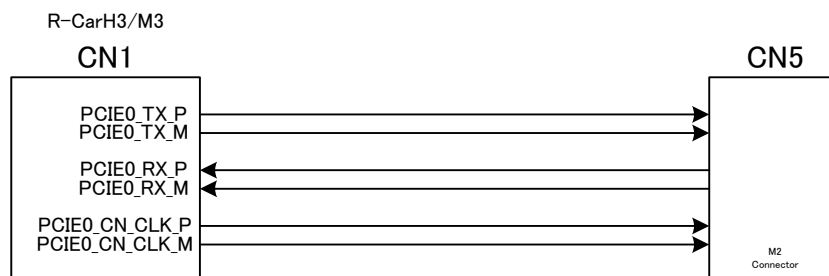 R-CarH3/M3
CN1
CN5
PCIE0_TX_P
PCIE0_TX_M
PCIE0_RX_P
PCIE0_RX_M
PCIE0_CN_CLK_P
PCIE0_CN_CLK_M
M2
Connector